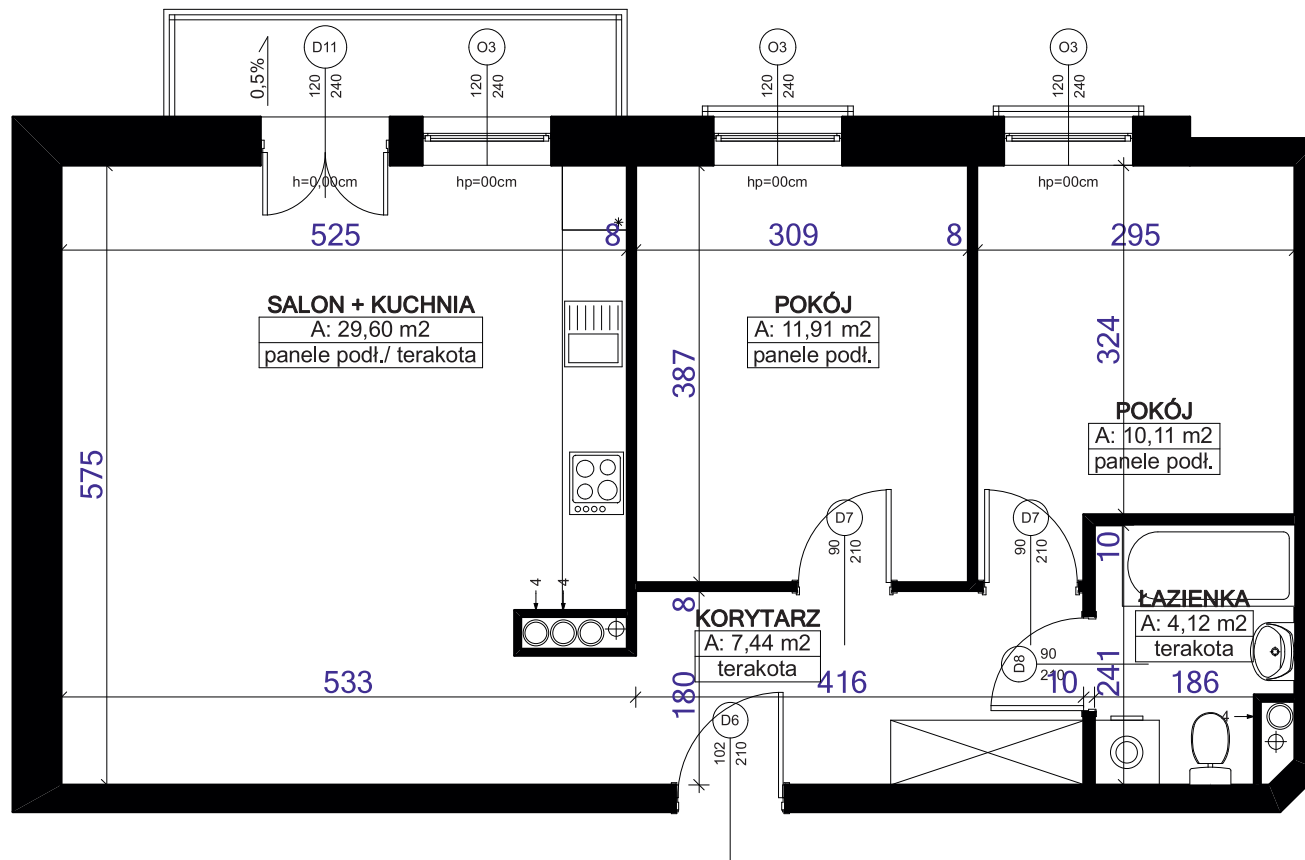 D11
120
240
O3
120
240
O3
120
240
O3
120
240
0,5%
h=0,00cm
hp=00cm
hp=00cm
hp=00cm
525
8
309
8
295
SALON + KUCHNIA
A: 29,60 m2
panele podł./ terakota
POKÓJ
A: 11,91 m2
panele podł.
POKÓJ
A: 10,11 m2
panele podł.
575
387
324
D7
90
210
D7
90
210
10
4
4
8
KORYTARZ
A: 7,44 m2
terakota
ŁAZIENKA
A: 4,12 m2
terakota
D8
90
210
533
180
416
10
241
186
D6
102
210
4